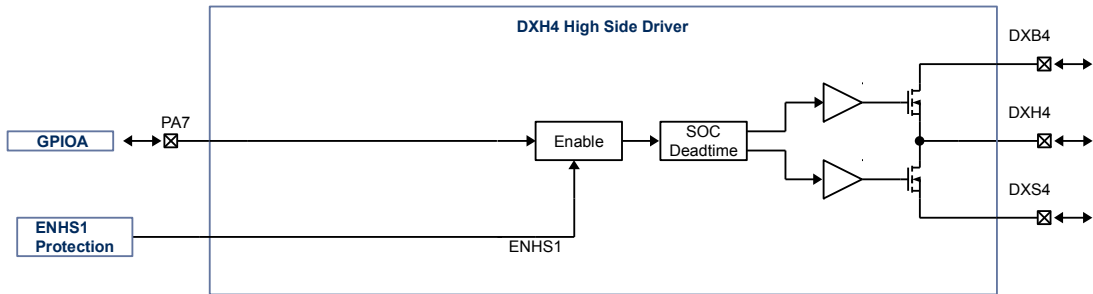 DXH4 High Side Driver
DXB4
PA7
GPIOA
Enable
SOC
Deadtime
DXH4
DXS4
ENHS1
Protection
ENHS1